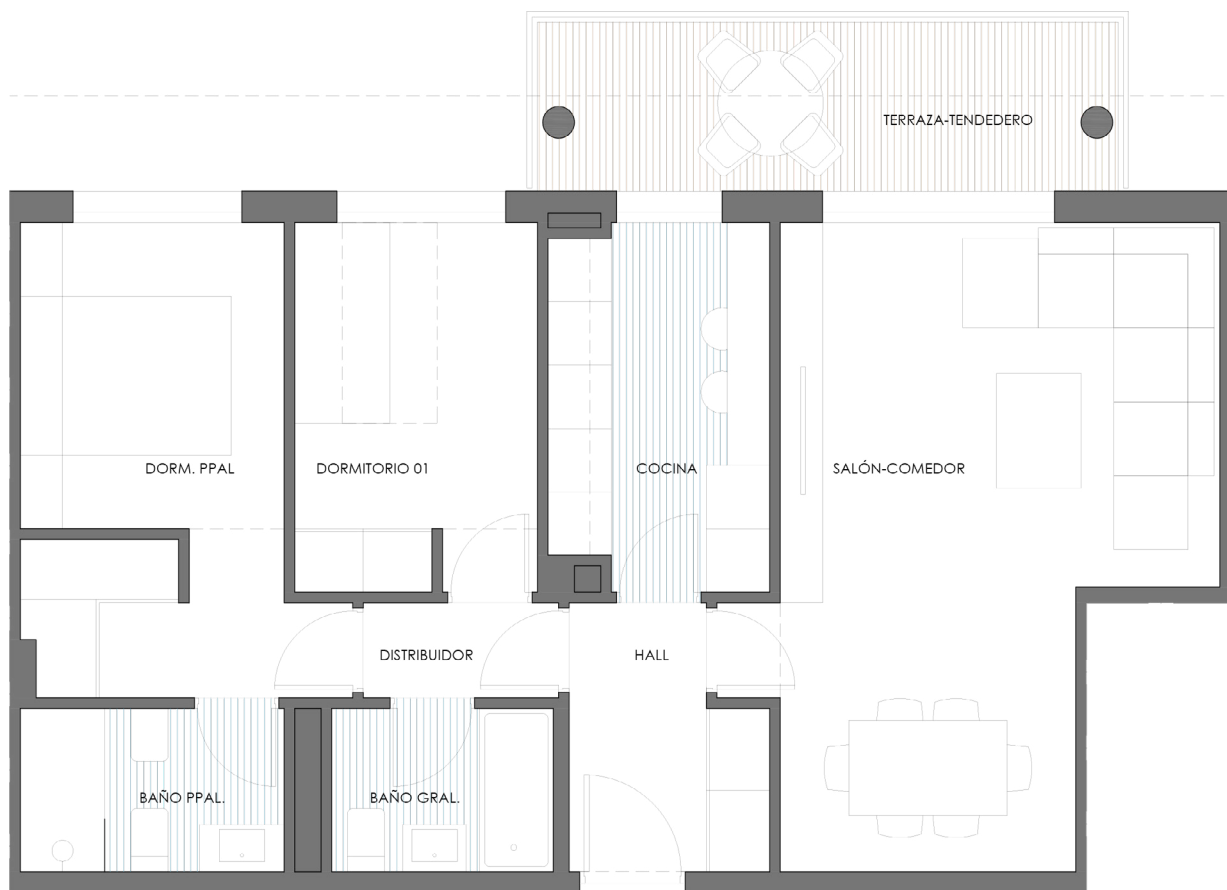 TERRAZA-TENDEDERO
DORM. PPAL
DORMITORIO 01
COCINA
SALÓN-COMEDOR
DISTRIBUIDOR
HALL
BAÑO PPAL.
BAÑO GRAL.